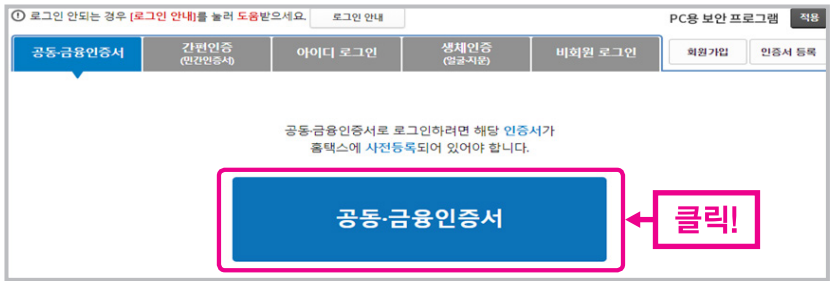 로그인 안되는 경우 [로그인 안내]를 눌러 도움받으세요. 로그인 안내 PC용 보안 프로그램 적용
공동·금융인증서 간편인증 아이디 로그인 생체인증 비회원 로그인 회원가입 인증서 등록
(민간인증서) (얼굴·지문)
공동·금융인증서로 로그인하려면 해당 인증서가
홈택스에 사전등록되어 있어야 합니다.
공동·금융인증서 클릭!